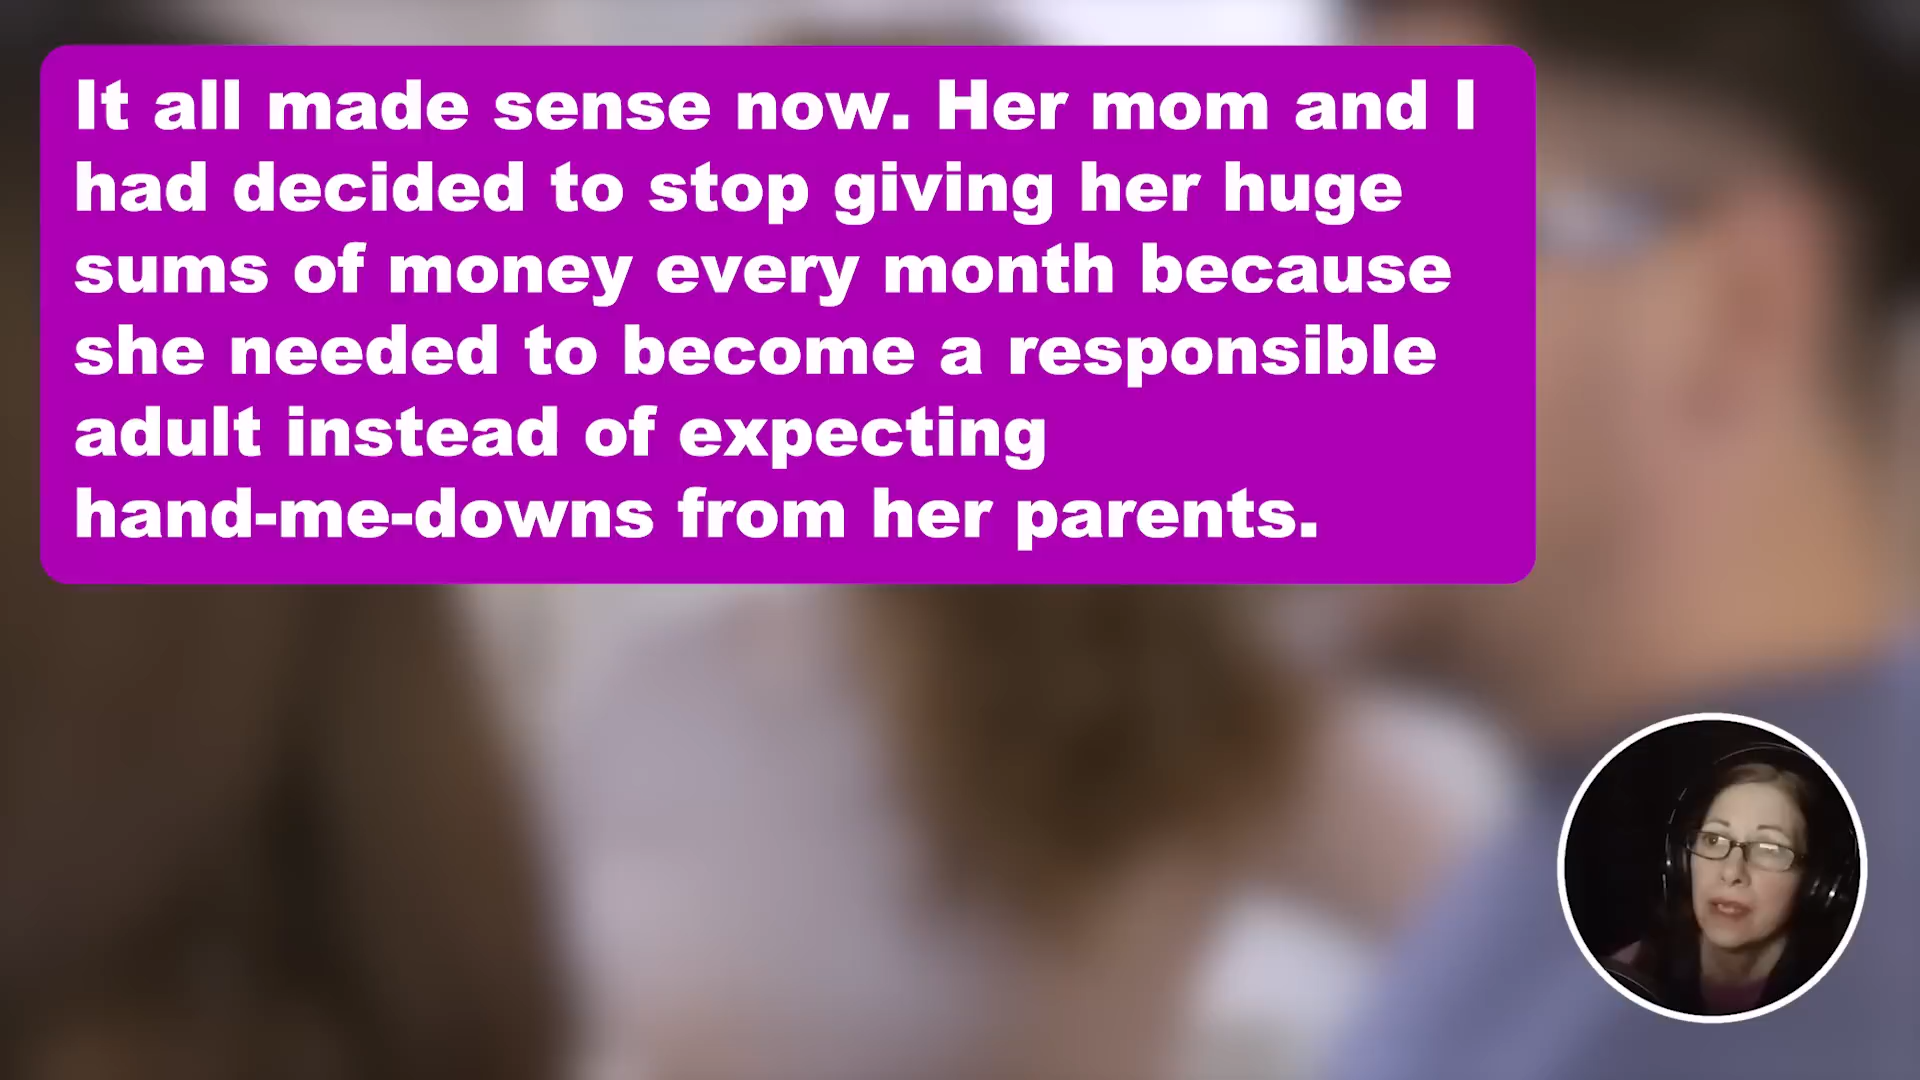 It all made sense now. Her mom and I
had decided to stop giving her huge
sums of money every month because
she needed to become a responsible
adult instead of expecting
hand-me-downs from her parents.